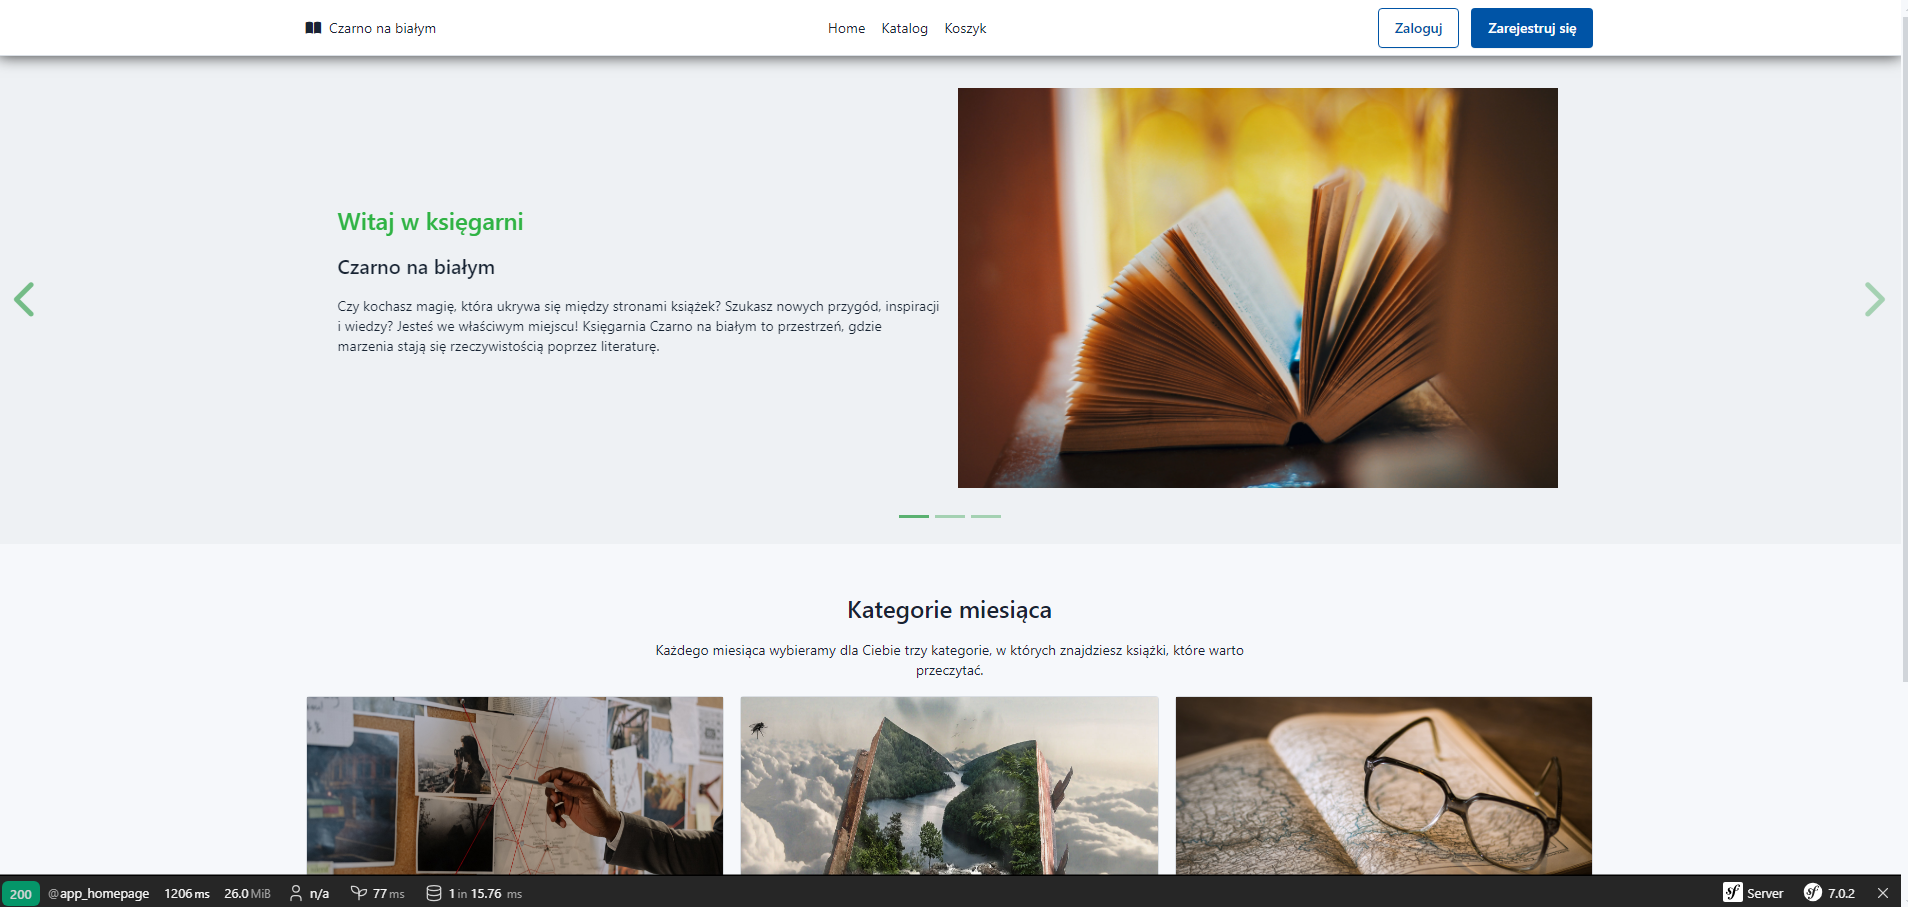 Czarno na białym
Home Katalog Koszyk
Zaloguj Zarejestruj się
Witaj w księgarni
Czarno na białym
Czy kochasz magię, która ukrywa się między stronami książek? Szukasz nowych przygód, inspiracji
i wiedzy? Jesteś we właściwym miejscu! Księgarnia Czarno na białym to przestrzeń, gdzie
marzenia stają się rzeczywistością poprzez literaturę.
Kategorie miesiąca
Każdego miesiąca wybieramy dla Ciebie trzy kategorie, w których znajdziesz książki, które warto
przeczytać.
200 @app_homepage 1206 ms 26.0 MiB n/a 77 ms 1 in 15.76 ms sf Server sf 7.0.2